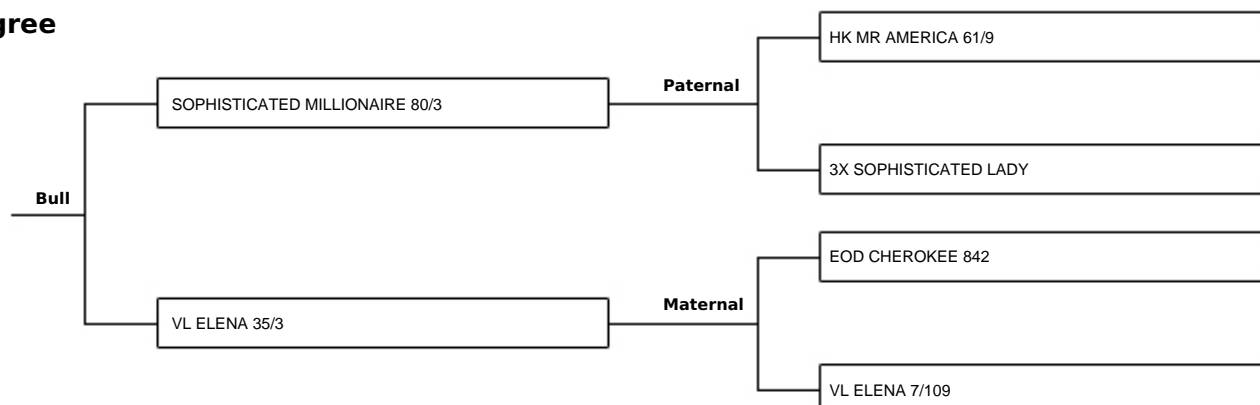 gree
HK MR AMERICA 61/9
Paternal
SOPHISTICATED MILLIONAIRE 80/3
3X SOPHISTICATED LADY
Bull
EOD CHEROKEE 842
Maternal
VL ELENA 35/3
VL ELENA 7/109